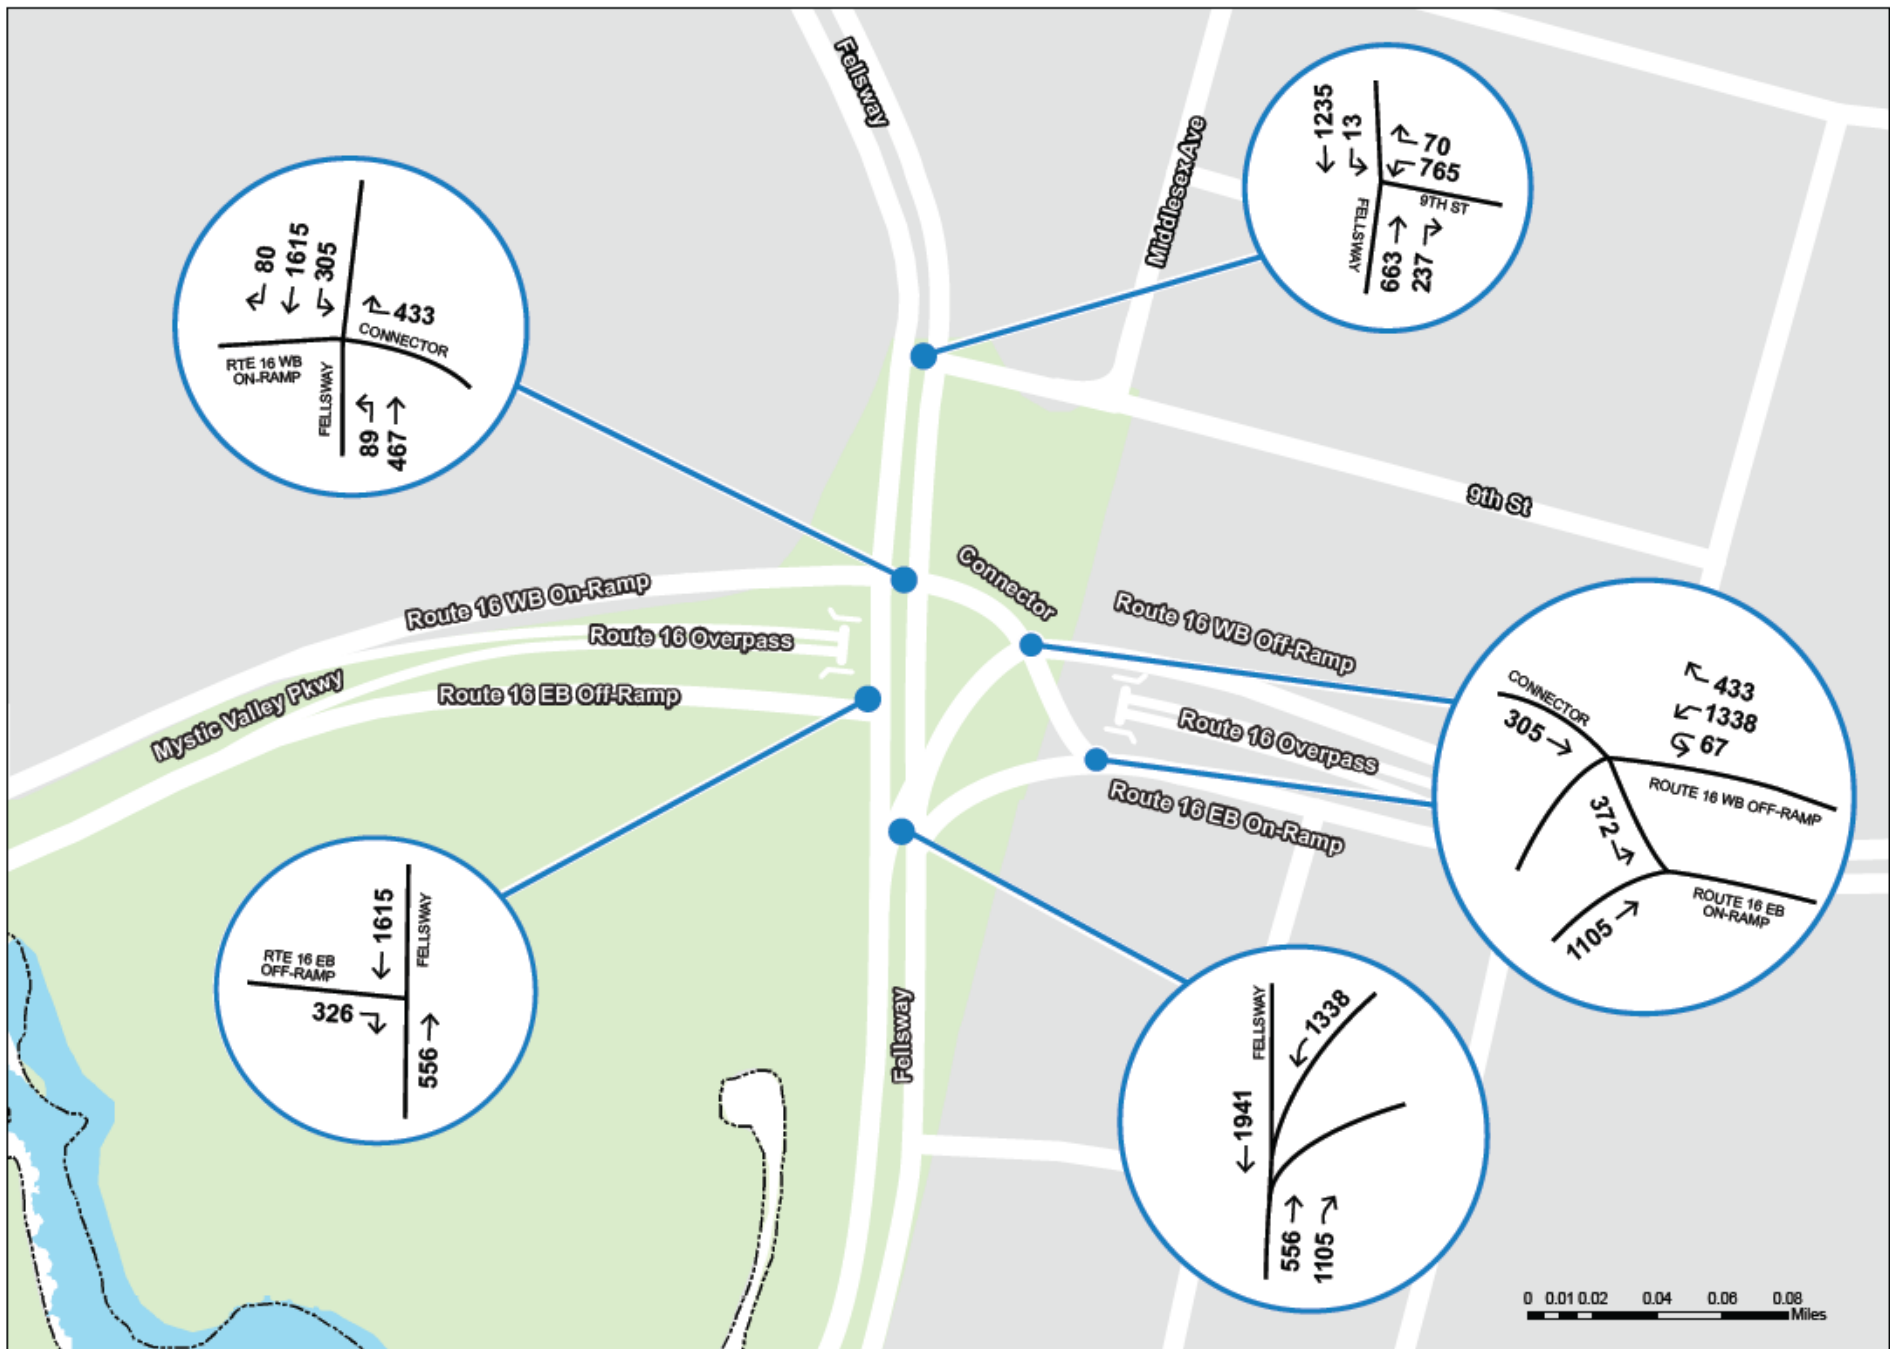 Fellsway
Middlesex Ave
1235
13
70
765
9TH ST
FELLSWAY
663
237
80
1615
305
433
CONNECTOR
RTE 16 WB
ON-RAMP
FELLSWAY
89
467
9th St
Connector
Route 16 WB On-Ramp
Route 16 WB Off-Ramp
Route 16 Overpass
Mystic Valley Pkwy
Route 16 EB Off-Ramp
Route 16 Overpass
Route 16 EB On-Ramp
CONNECTOR
305
433
1338
67
ROUTE 16 WB OFF-RAMP
372
ROUTE 16 EB
ON-RAMP
1105
1615
FELLSWAY
RTE 16 EB
OFF-RAMP
326
556
Fellsway
FELLSWAY
1338
1941
556
1105
0 0.01 0.02 0.04 0.06 0.08
Miles